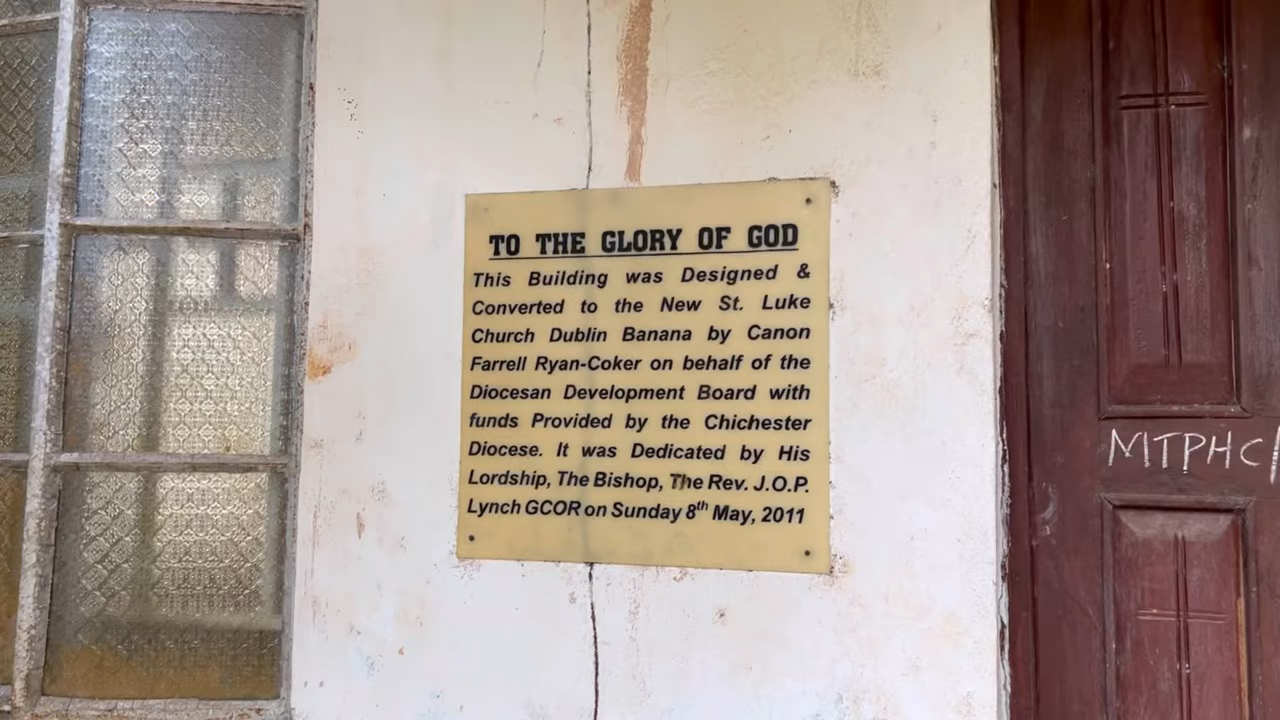 TO THE GLORY OF GOD
This Building was Designed &
Converted to the New St. Luke
Church Dublin Banana by Canon
Farrell Ryan-Coker on behalf of the
Diocesan Development Board with
funds Provided by the Chichester
Diocese. It was Dedicated by His
Lordship, The Bishop, The Rev. J.O.P.
Lynch GCOR on Sunday 8th May, 2011
MTPHC